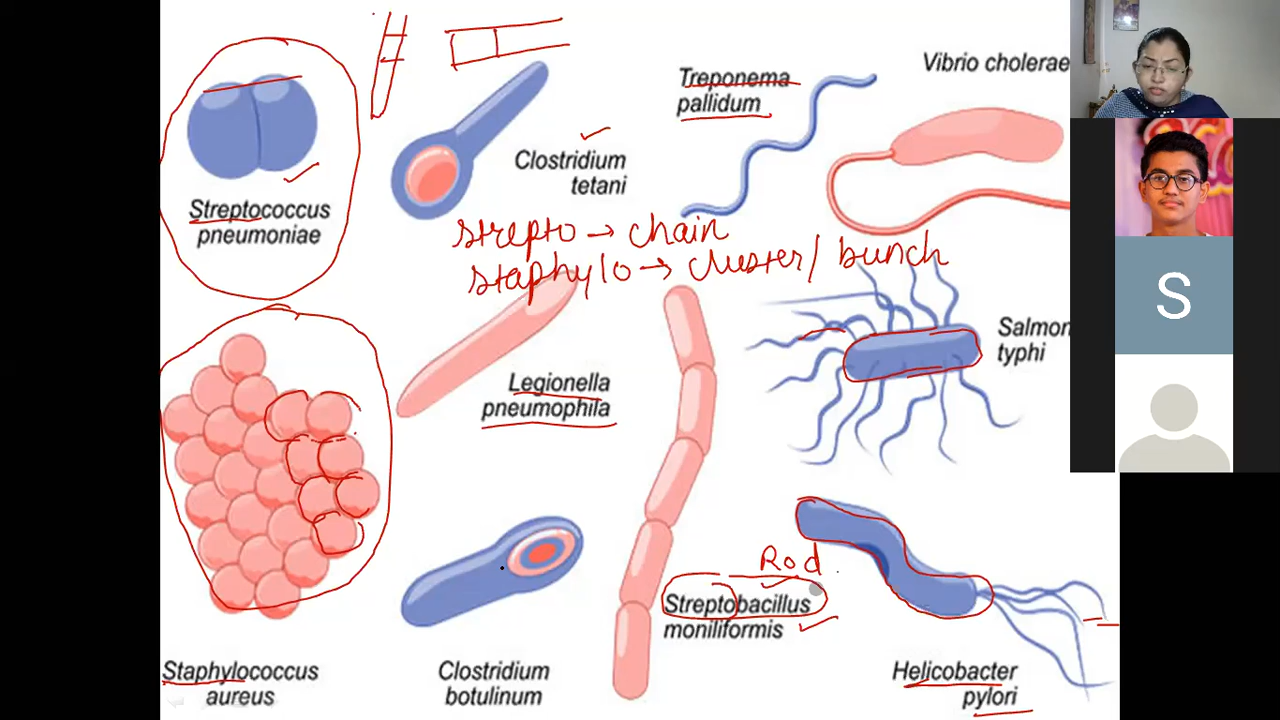 Vibrio cholerae
Treponema
pallidum
Clostridium
tetani
Streptococcus
pneumoniae
strepto → chain
staphylo → cluster/ bunch
Salmon
typhi
Legionella
pneumophila
Rod
Streptobacillus
moniliformis
Staphylococcus
aureus
Clostridium
botulinum
Helicobacter
pylori
S